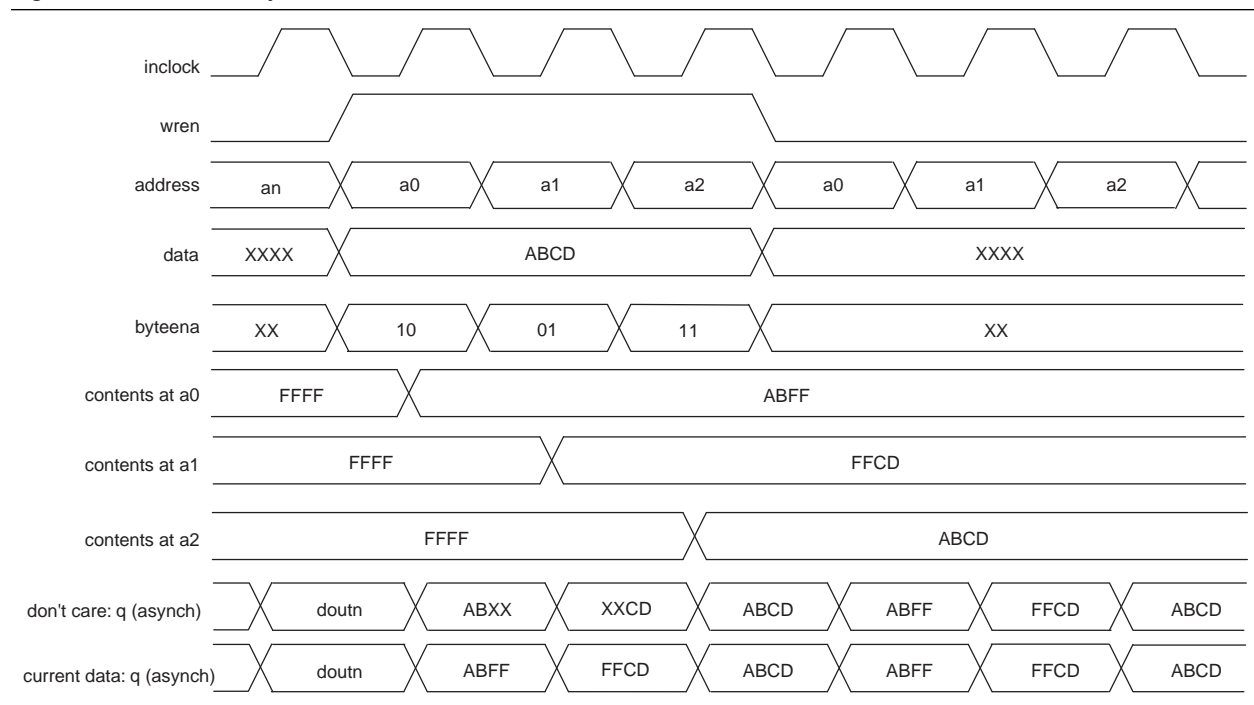 inclock
wren
address an a0 a1 a2 a0 a1 a2
data XXXX ABCD XXXX
byteena XX 10 01 11 XX
contents at a0 FFFF ABFF
contents at a1 FFFF FFCD
contents at a2 FFFF ABCD
don't care: q (asynch) doutn ABXX XXCD ABCD ABFF FFCD ABCD
current data: q (asynch) doutn ABFF FFCD ABCD ABFF FFCD ABCD